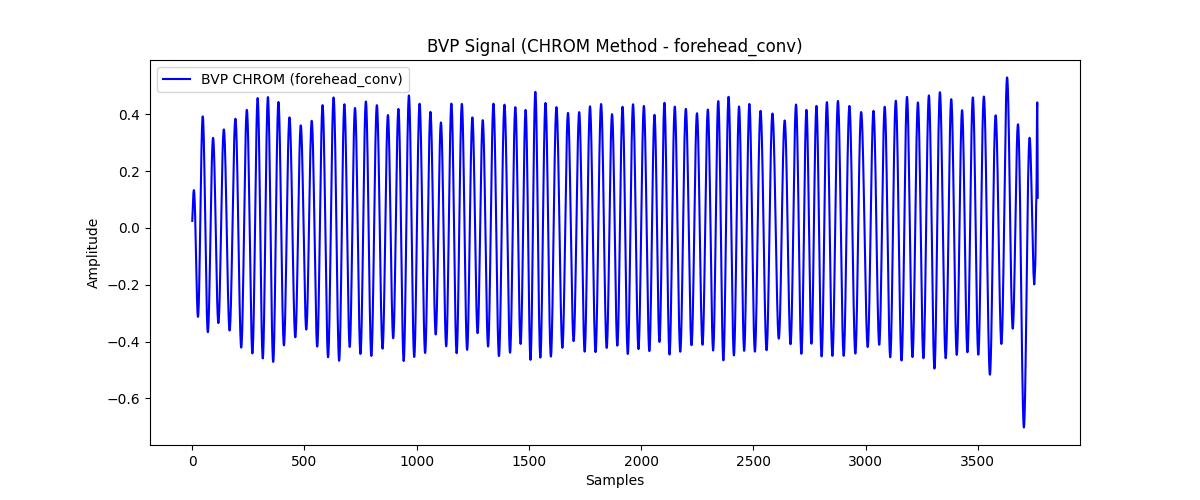 BVP Signal (CHROM Method - forehead_conv)
BVP CHROM (forehead_conv)
Amplitude
0.4
0.2
0.0
−0.2
−0.4
−0.6
0 500 1000 1500 2000 2500 3000 3500
Samples